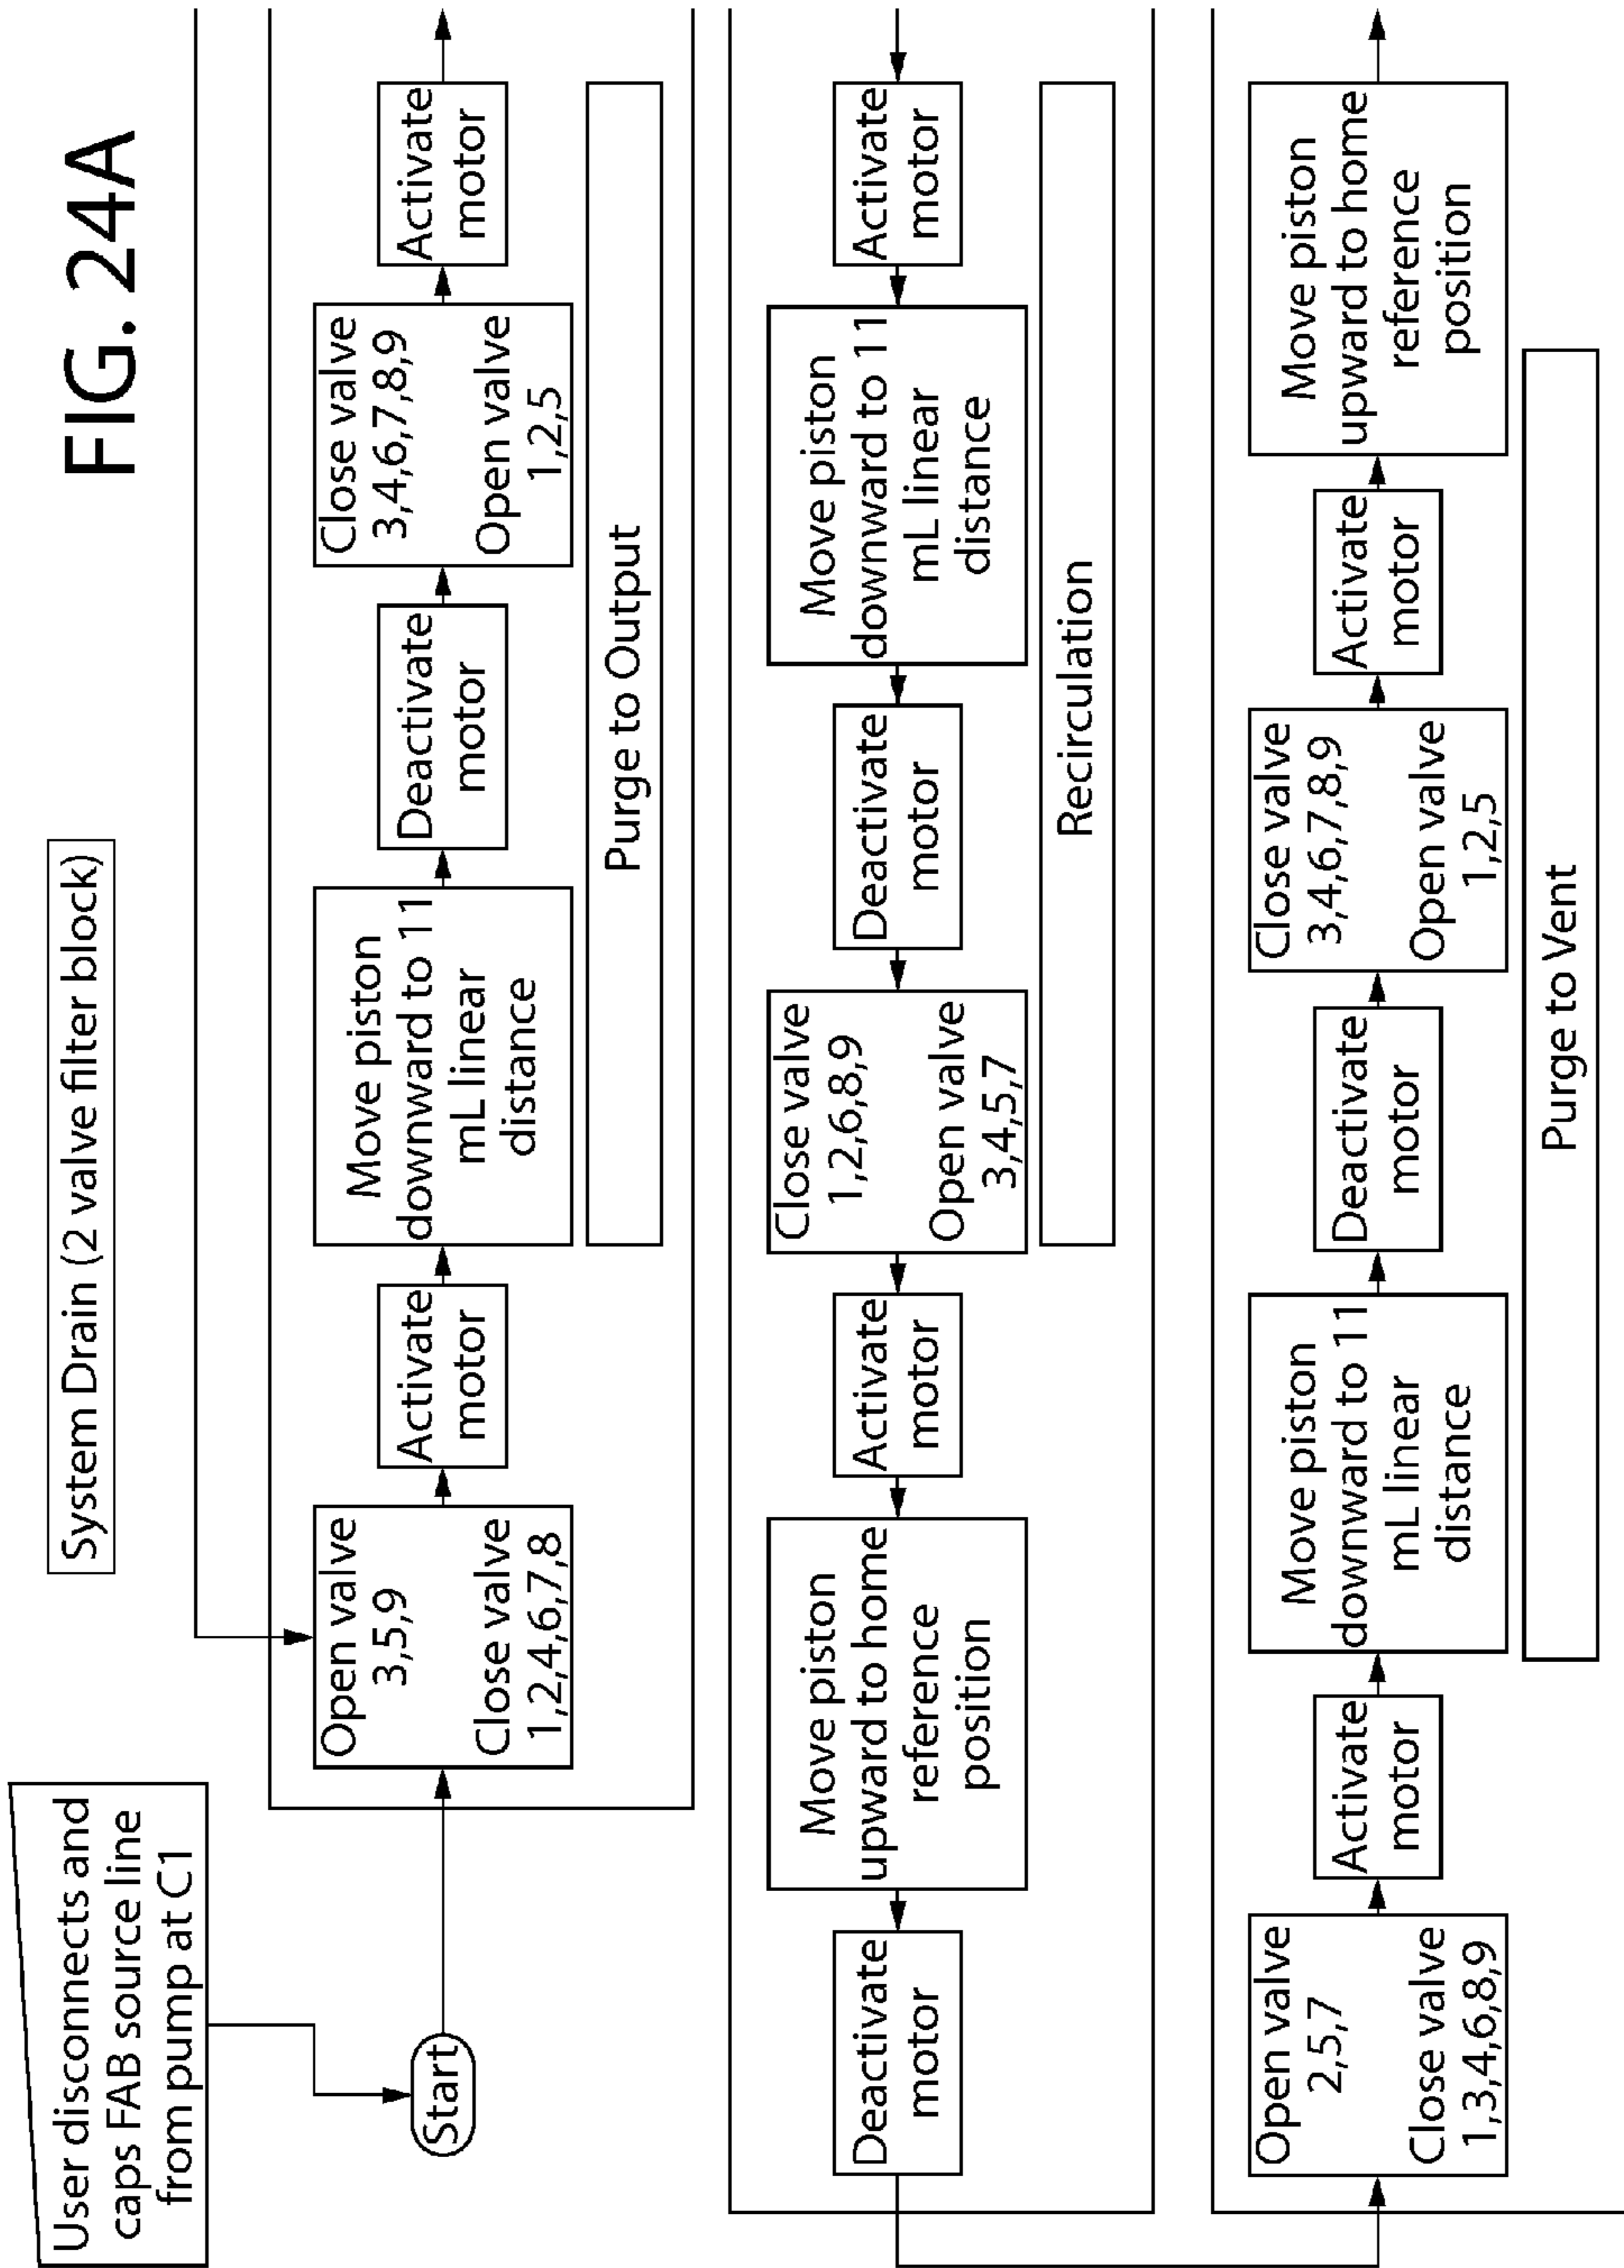 FIG. 24A
System Drain (2 valve filter block)
User disconnects and
caps FAB source line
from pump at C1
Start
Open valve
3,5,9
Close valve
1,2,4,6,7,8
Activate
motor
Move piston
downward to 11
mL linear
distance
Deactivate
motor
Close valve
3,4,6,7,8,9
Open valve
1,2,5
Activate
motor
Purge to Output
Activate
motor
Move piston
downward to 11
mL linear
distance
Deactivate
motor
Close valve
1,2,6,8,9
Open valve
3,4,5,7
Activate
motor
Move piston
upward to home
reference
position
Deactivate
motor
Recirculation
Open valve
2,5,7
Close valve
1,3,4,6,8,9
Activate
motor
Move piston
downward to 11
mL linear
distance
Deactivate
motor
Close valve
3,4,6,7,8,9
Open valve
1,2,5
Activate
motor
Move piston
upward to home
reference
position
Purge to Vent